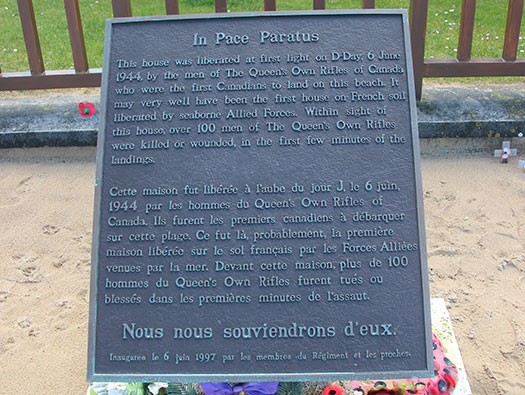 In Pace Paratus
This house was liberated at first light on D-Day, 6 June
1944, by the men of The Queen's Own Rifles of Canada
who were the first Canadians to land on this beach. It
may very well have been the first house on French soil
liberated by seaborne Allied Forces. Within sight of
this house, over 100 men of The Queen's Own Rifles
were killed or wounded, in the first few minutes of the
landings.
Cette maison fut libérée à l'aube du jour J, le 6 juin,
1944 par les hommes du Queen's Own Rifles of
Canada. Ils furent les premiers canadiens à débarquer
sur cette plage. Ce fut là, probablement, la première
maison libérée sur le sol français par les Forces Alliées
venues par la mer. Devant cette maison, plus de 100
hommes du Queen's Own Rifles furent tués ou
blessés dans les premières minutes de l'assaut.
Nous nous souviendrons d'eux.
Inaugurée le 6 juin 1997 par les membres du Régiment et les proches.